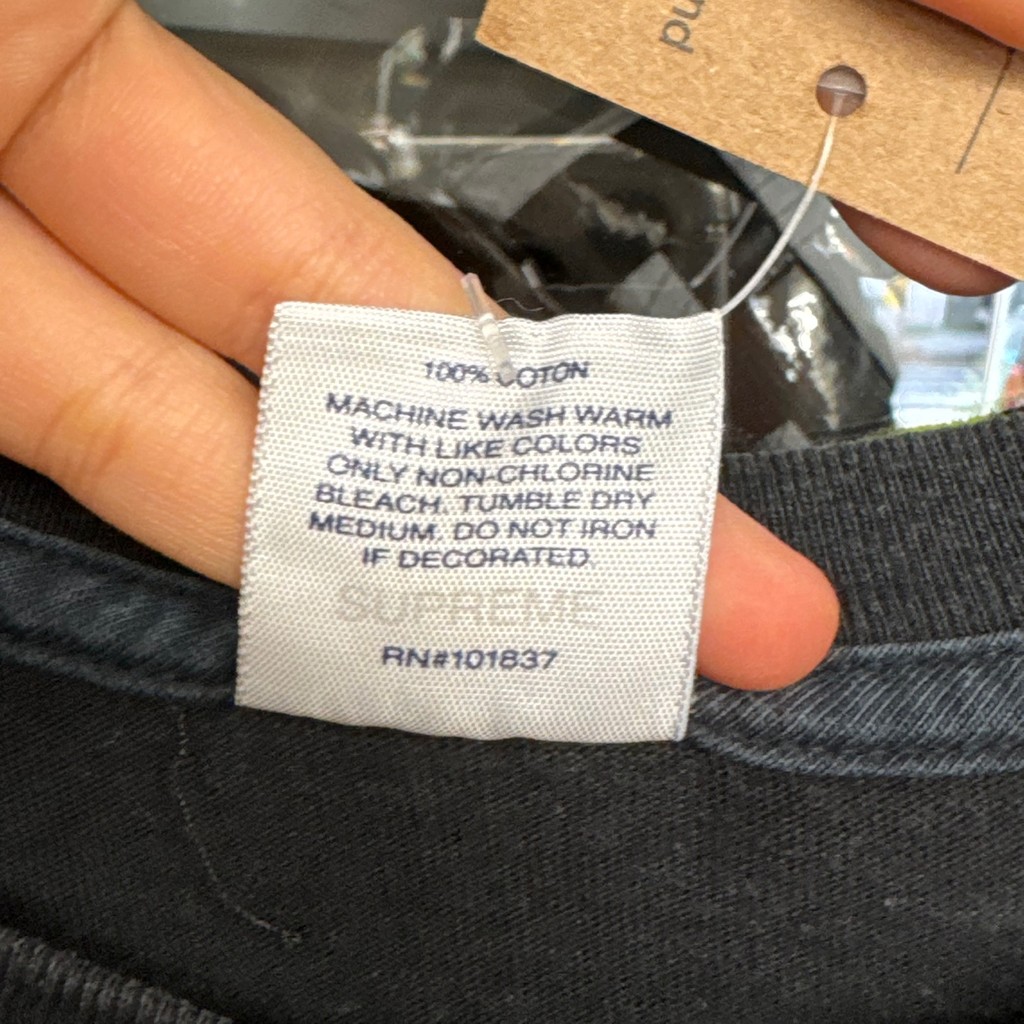 nd
100% COTON
MACHINE WASH WARM
WITH LIKE COLORS
ONLY NON-CHLORINE
BLEACH. TUMBLE DRY
MEDIUM. DO NOT IRON
IF DECORATED.
SUPREME
RN#101837